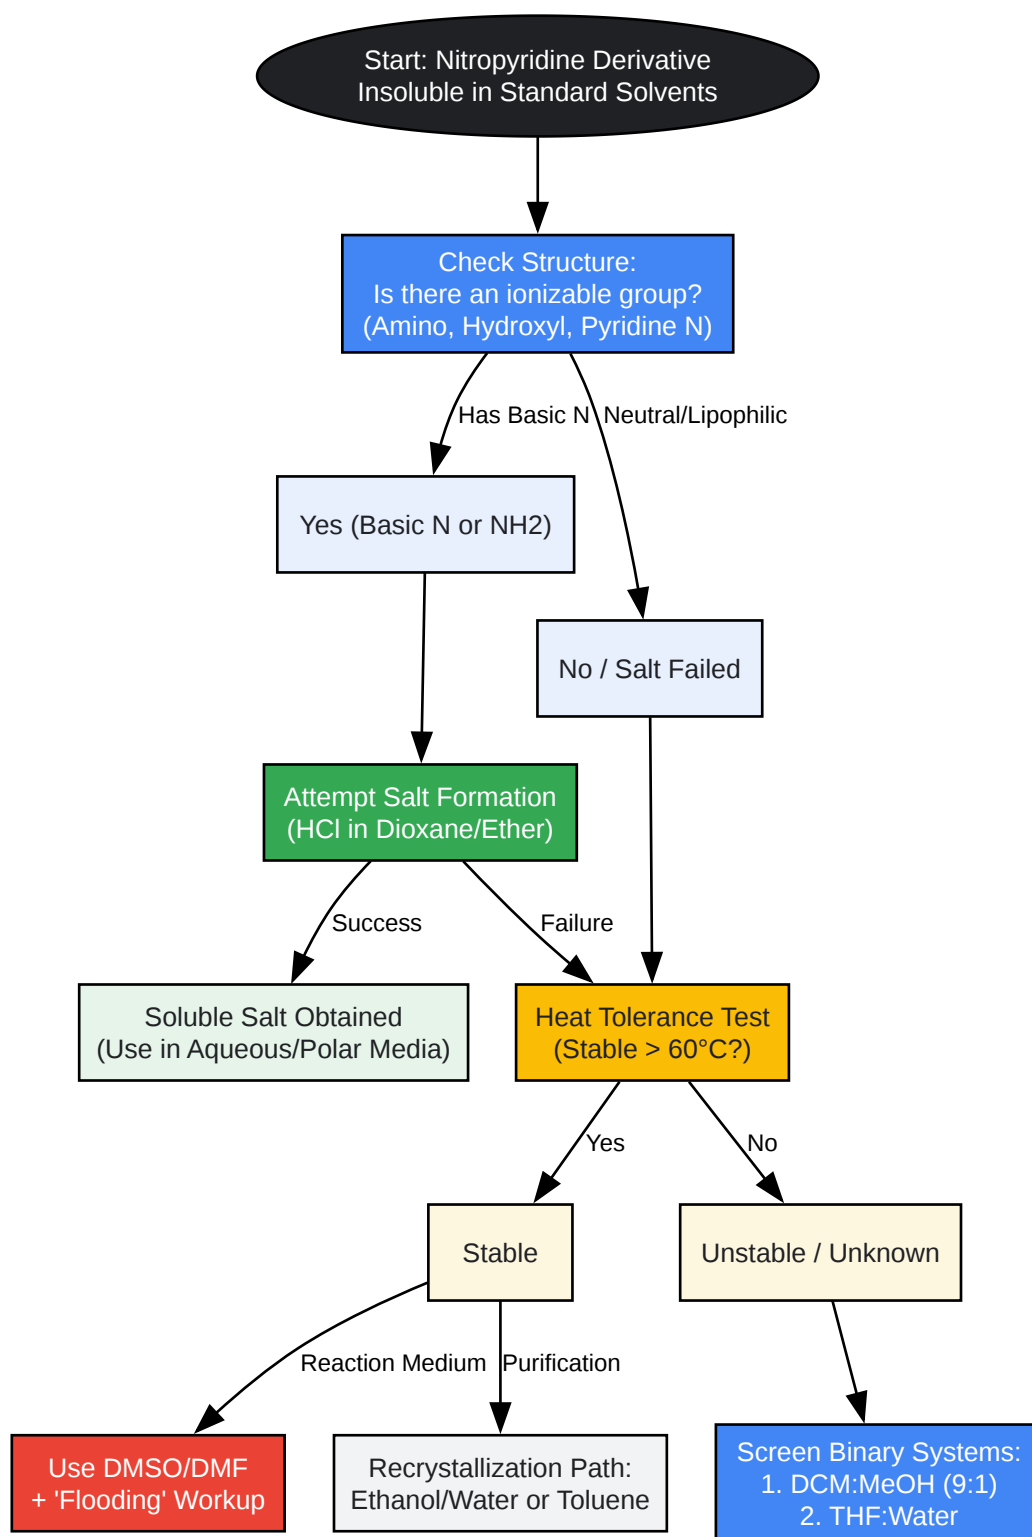 Start: Nitropyridine Derivative
Insoluble in Standard Solvents
Check Structure:
Is there an ionizable group?
(Amino, Hydroxyl, Pyridine N)
Has Basic N
Neutral/Lipophilic
Yes (Basic N or NH2)
No / Salt Failed
Attempt Salt Formation
(HCl in Dioxane/Ether)
Success
Failure
Soluble Salt Obtained
(Use in Aqueous/Polar Media)
Heat Tolerance Test
(Stable > 60°C?)
Yes
No
Stable
Unstable / Unknown
Reaction Medium
Purification
Use DMSO/DMF
+ 'Flooding' Workup
Recrystallization Path:
Ethanol/Water or Toluene
Screen Binary Systems:
1. DCM:MeOH (9:1)
2. THF:Water